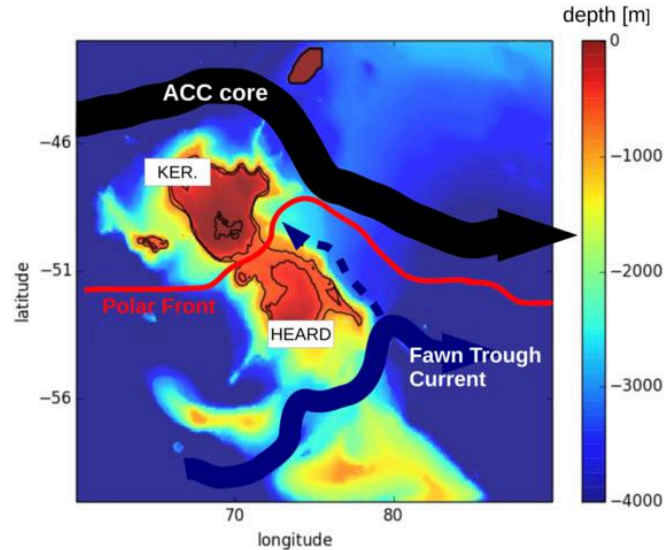 depth [m]
0
ACC core
−46
−1000
KER.
−51
−2000
latitude
Polar Front
HEARD
Fawn Trough
Current
−56
−3000
−4000
70
80
longitude